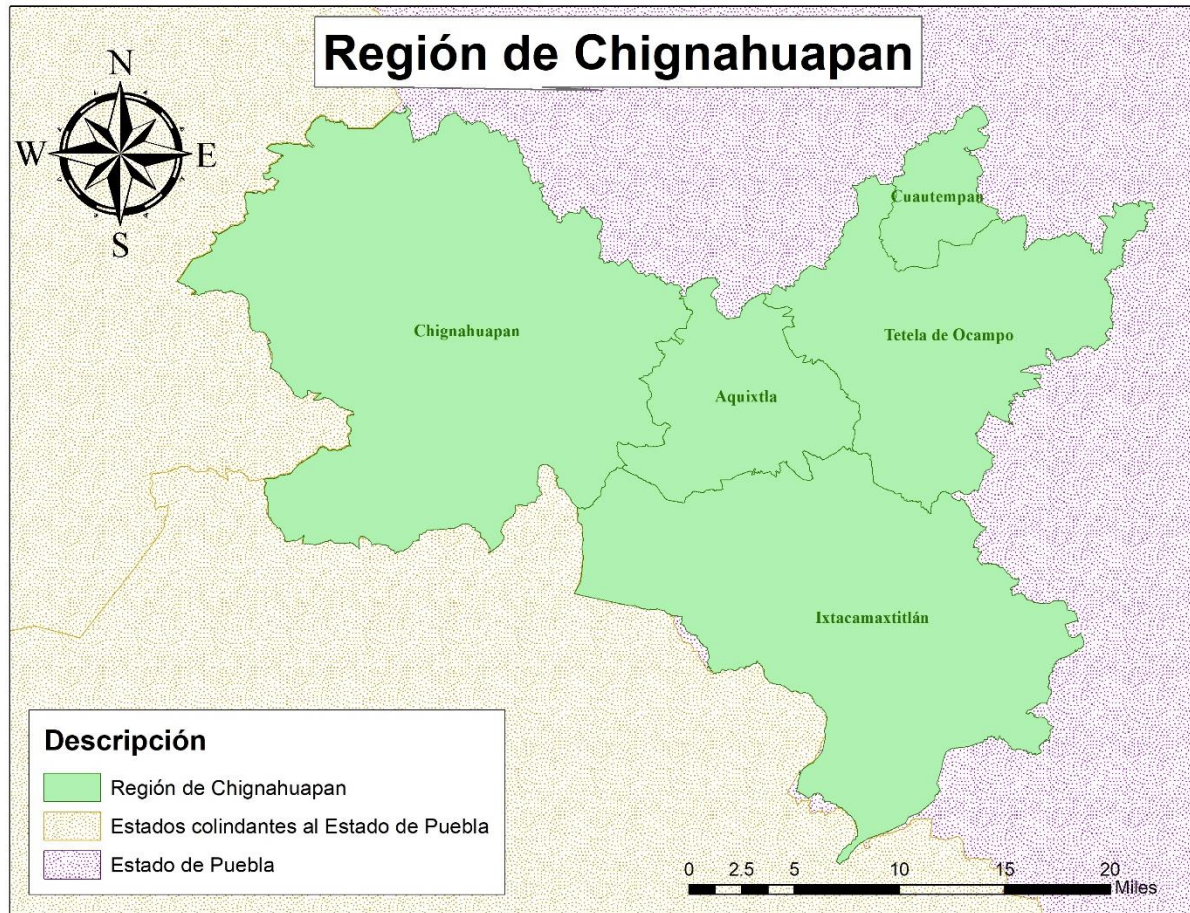 Región de Chignahuapan
N
W E
S
Cuautempan
Chignahuapan
Tetela de Ocampo
Aquixtla
Ixtacamaxtitlán
Descripción
Región de Chignahuapan
Estados colindantes al Estado de Puebla
Estado de Puebla
0 2.5 5 10 15 20
Miles